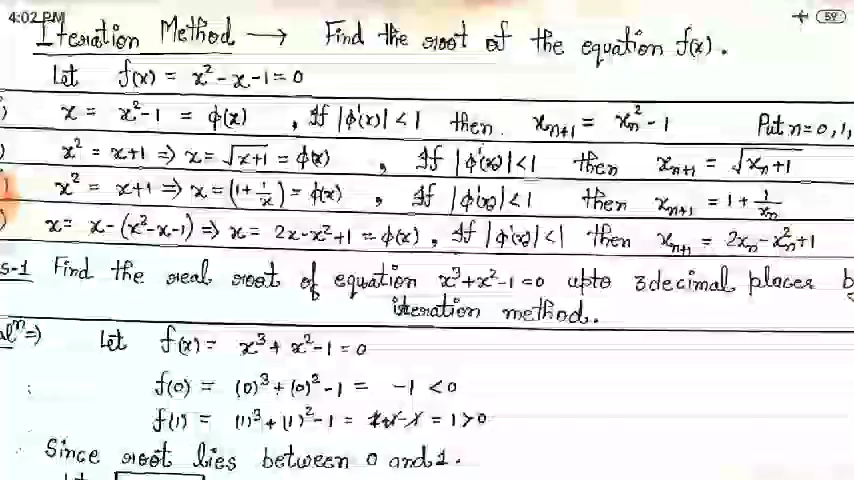 4:02 PM
59
Iteration Method → Find the root of the equation f(x).
Let f(x) = x² - x - 1 = 0
) x = x² - 1 = φ(x) , If |φ'(x)| < 1 then xₙ₊₁ = xₙ² - 1 Put n = 0, 1,
) x² = x+1 ⇒ x = √(x+1) = φ(x) , If |φ'(x)| < 1 then xₙ₊₁ = √(xₙ+1)
) x² = x+1 ⇒ x = (1 + 1/x) = φ(x) , If |φ'(x)| < 1 then xₙ₊₁ = 1 + 1/xₙ
) x = x - (x² - x - 1) ⇒ x = 2x - x² + 1 = φ(x) , If |φ'(x)| < 1 then xₙ₊₁ = 2xₙ - xₙ² + 1
s-1 Find the real root of equation x³ + x² - 1 = 0 upto 3 decimal places b
iteration method.
olⁿ ⇒) Let f(x) = x³ + x² - 1 = 0
f(0) = (0)³ + (0)² - 1 = -1 < 0
f(1) = (1)³ + (1)² - 1 = 1 > 0
Since root lies between 0 and 1.